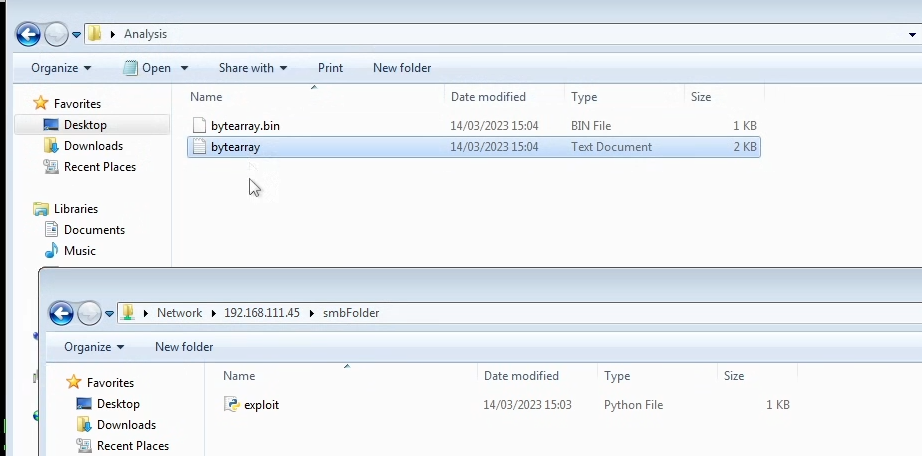 Analysis
Organize Open Share with Print New folder
Name Date modified Type Size
Favorites
Desktop
Downloads
Recent Places
Libraries
Documents
Music
bytearray.bin 14/03/2023 15:04 BIN File 1 KB
bytearray 14/03/2023 15:04 Text Document 2 KB
Network 192.168.111.45 smbFolder
Organize New folder
Name Date modified Type Size
Favorites
Desktop
Downloads
Recent Places
exploit 14/03/2023 15:03 Python File 1 KB